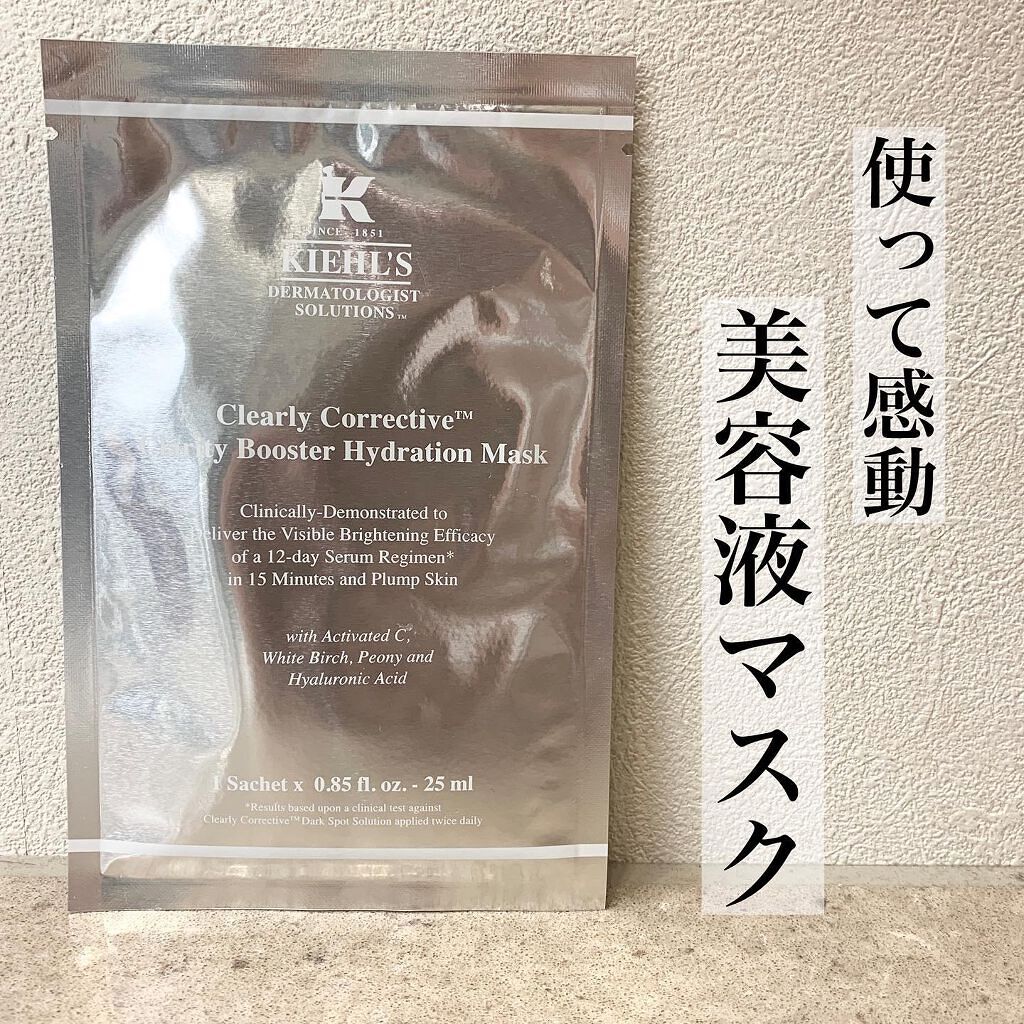 K
SINCE 1851
KIEHL'S
DERMATOLOGIST
SOLUTIONS™
Clearly Corrective™
Booster Hydration Mask
Clinically-Demonstrated to
Deliver the Visible Brightening Efficacy
of a 12-day Serum Regimen*
in 15 Minutes and Plump Skin
with Activated C,
White Birch, Peony and
Hyaluronic Acid
1 Sachet x 0.85 fl. oz. - 25 ml
*Results based upon a clinical test against
Clearly Corrective™ Dark Spot Solution applied twice daily
使って感動
美容液マスク